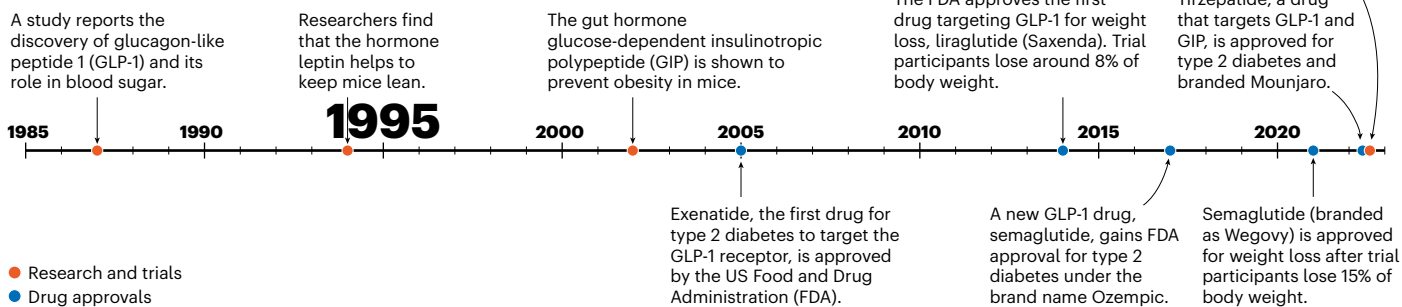 A study reports the
discovery of glucagon-like
peptide 1 (GLP-1) and its
role in blood sugar.
Researchers find
that the hormone
leptin helps to
keep mice lean.
The gut hormone
glucose-dependent insulinotropic
polypeptide (GIP) is shown to
prevent obesity in mice.
The FDA approves the first
drug targeting GLP-1 for weight
loss, liraglutide (Saxenda). Trial
participants lose around 8% of
body weight.
Tirzepatide, a drug
that targets GLP-1 and
GIP, is approved for
type 2 diabetes and
branded Mounjaro.
1985 1990 1995 2000 2005 2010 2015 2020
Exenatide, the first drug for
type 2 diabetes to target the
GLP-1 receptor, is approved
by the US Food and Drug
Administration (FDA).
A new GLP-1 drug,
semaglutide, gains FDA
approval for type 2
diabetes under the
brand name Ozempic.
Semaglutide (branded
as Wegovy) is approved
for weight loss after trial
participants lose 15% of
body weight.
Research and trials
Drug approvals